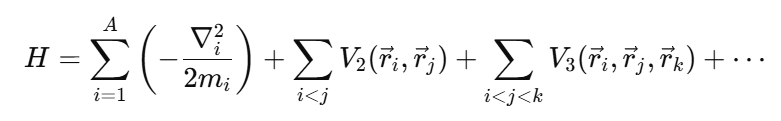 $H = \sum_{i=1}^{A} \left( -\frac{\nabla_i^2}{2m_i} \right) + \sum_{i<j} V_2(\vec{r}_i, \vec{r}_j) + \sum_{i<j<k} V_3(\vec{r}_i, \vec{r}_j, \vec{r}_k) + \cdots$